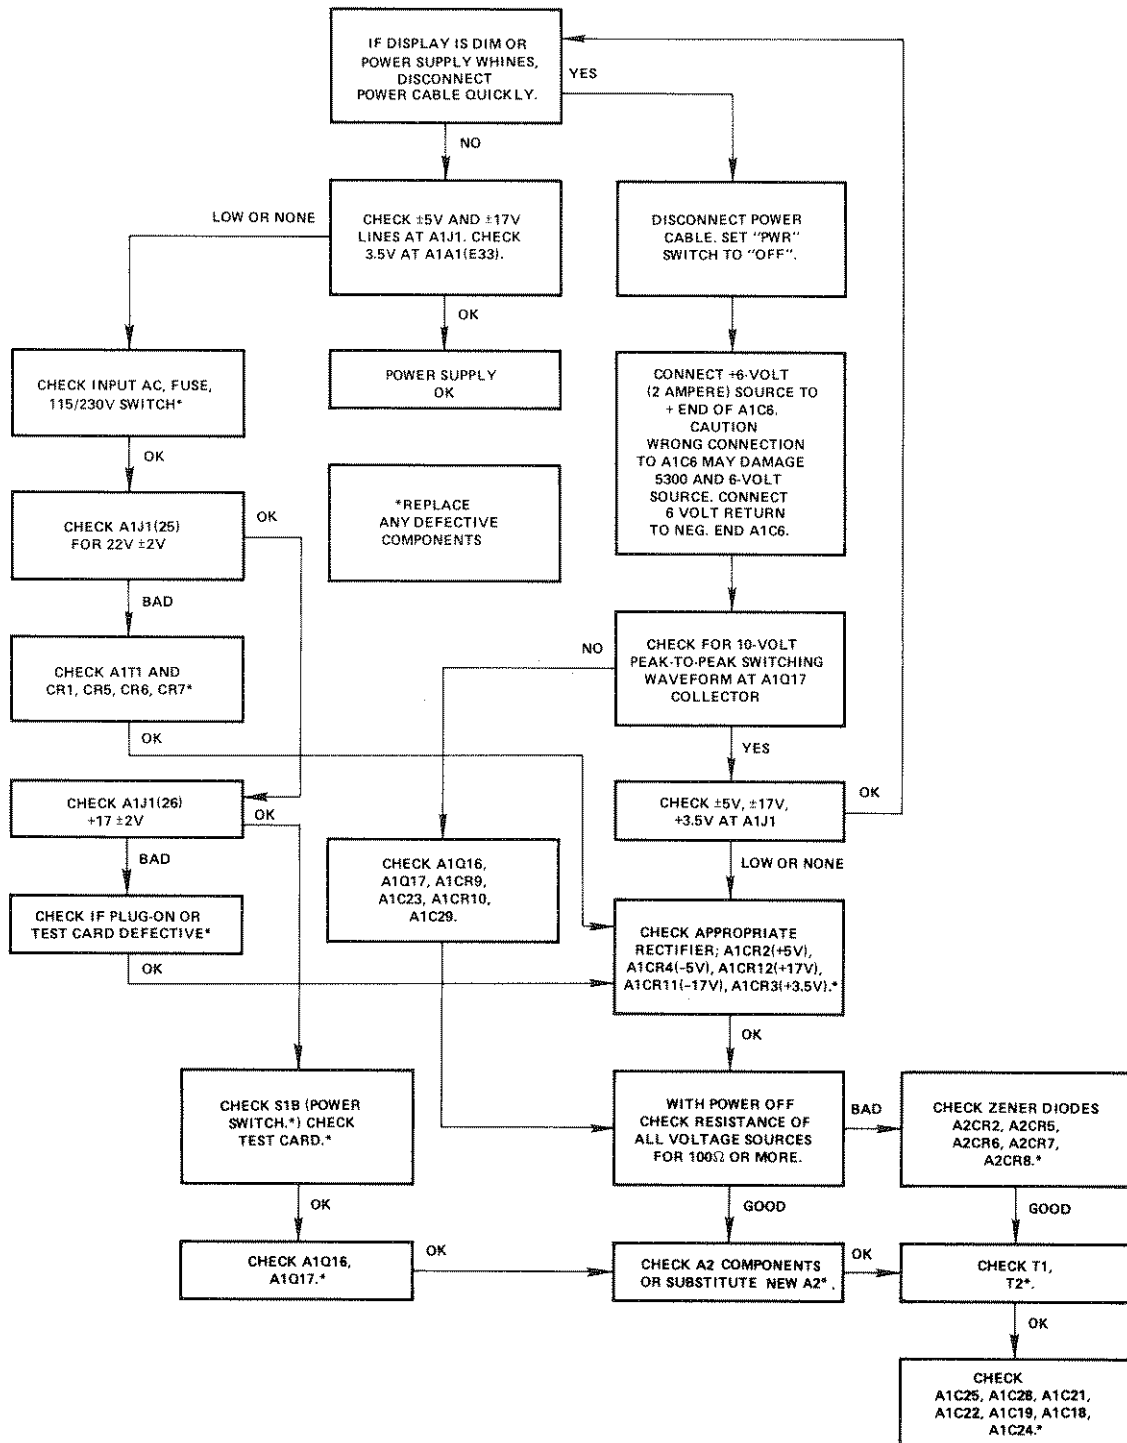 IF DISPLAY IS DIM OR
POWER SUPPLY WHINES,
DISCONNECT
POWER CABLE QUICKLY.
YES
NO
LOW OR NONE
CHECK ±5V AND ±17V
LINES AT A1J1. CHECK
3.5V AT A1A1(E33).
DISCONNECT POWER
CABLE. SET "PWR"
SWITCH TO "OFF".
OK
CHECK INPUT AC, FUSE,
115/230V SWITCH*
POWER SUPPLY
OK
CONNECT +6-VOLT
(2 AMPERE) SOURCE TO
+ END OF A1C6.
CAUTION
WRONG CONNECTION
TO A1C6 MAY DAMAGE
5300 AND 6-VOLT
SOURCE. CONNECT
6 VOLT RETURN
TO NEG. END A1C6.
OK
*REPLACE
ANY DEFECTIVE
COMPONENTS
CHECK A1J1(25)
FOR 22V ±2V
OK
BAD
CHECK A1T1 AND
CR1, CR5, CR6, CR7*
NO
CHECK FOR 10-VOLT
PEAK-TO-PEAK SWITCHING
WAVEFORM AT A1Q17
COLLECTOR
OK
YES
CHECK A1J1(26)
+17 ±2V
OK
CHECK ±5V, ±17V,
+3.5V AT A1J1
OK
BAD
LOW OR NONE
CHECK A1Q16,
A1Q17, A1CR9,
A1C23, A1CR10,
A1C29.
CHECK IF PLUG-ON OR
TEST CARD DEFECTIVE*
OK
CHECK APPROPRIATE
RECTIFIER; A1CR2(+5V),
A1CR4(-5V), A1CR12(+17V),
A1CR11(-17V), A1CR3(+3.5V).*
OK
CHECK S1B (POWER
SWITCH.*) CHECK
TEST CARD.*
WITH POWER OFF
CHECK RESISTANCE OF
ALL VOLTAGE SOURCES
FOR 100Ω OR MORE.
BAD
CHECK ZENER DIODES
A2CR2, A2CR5,
A2CR6, A2CR7,
A2CR8.*
OK
GOOD
GOOD
CHECK A1Q16,
A1Q17.*
OK
CHECK A2 COMPONENTS
OR SUBSTITUTE NEW A2*.
OK
CHECK T1,
T2*.
OK
CHECK
A1C25, A1C28, A1C21,
A1C22, A1C19, A1C18,
A1C24.*